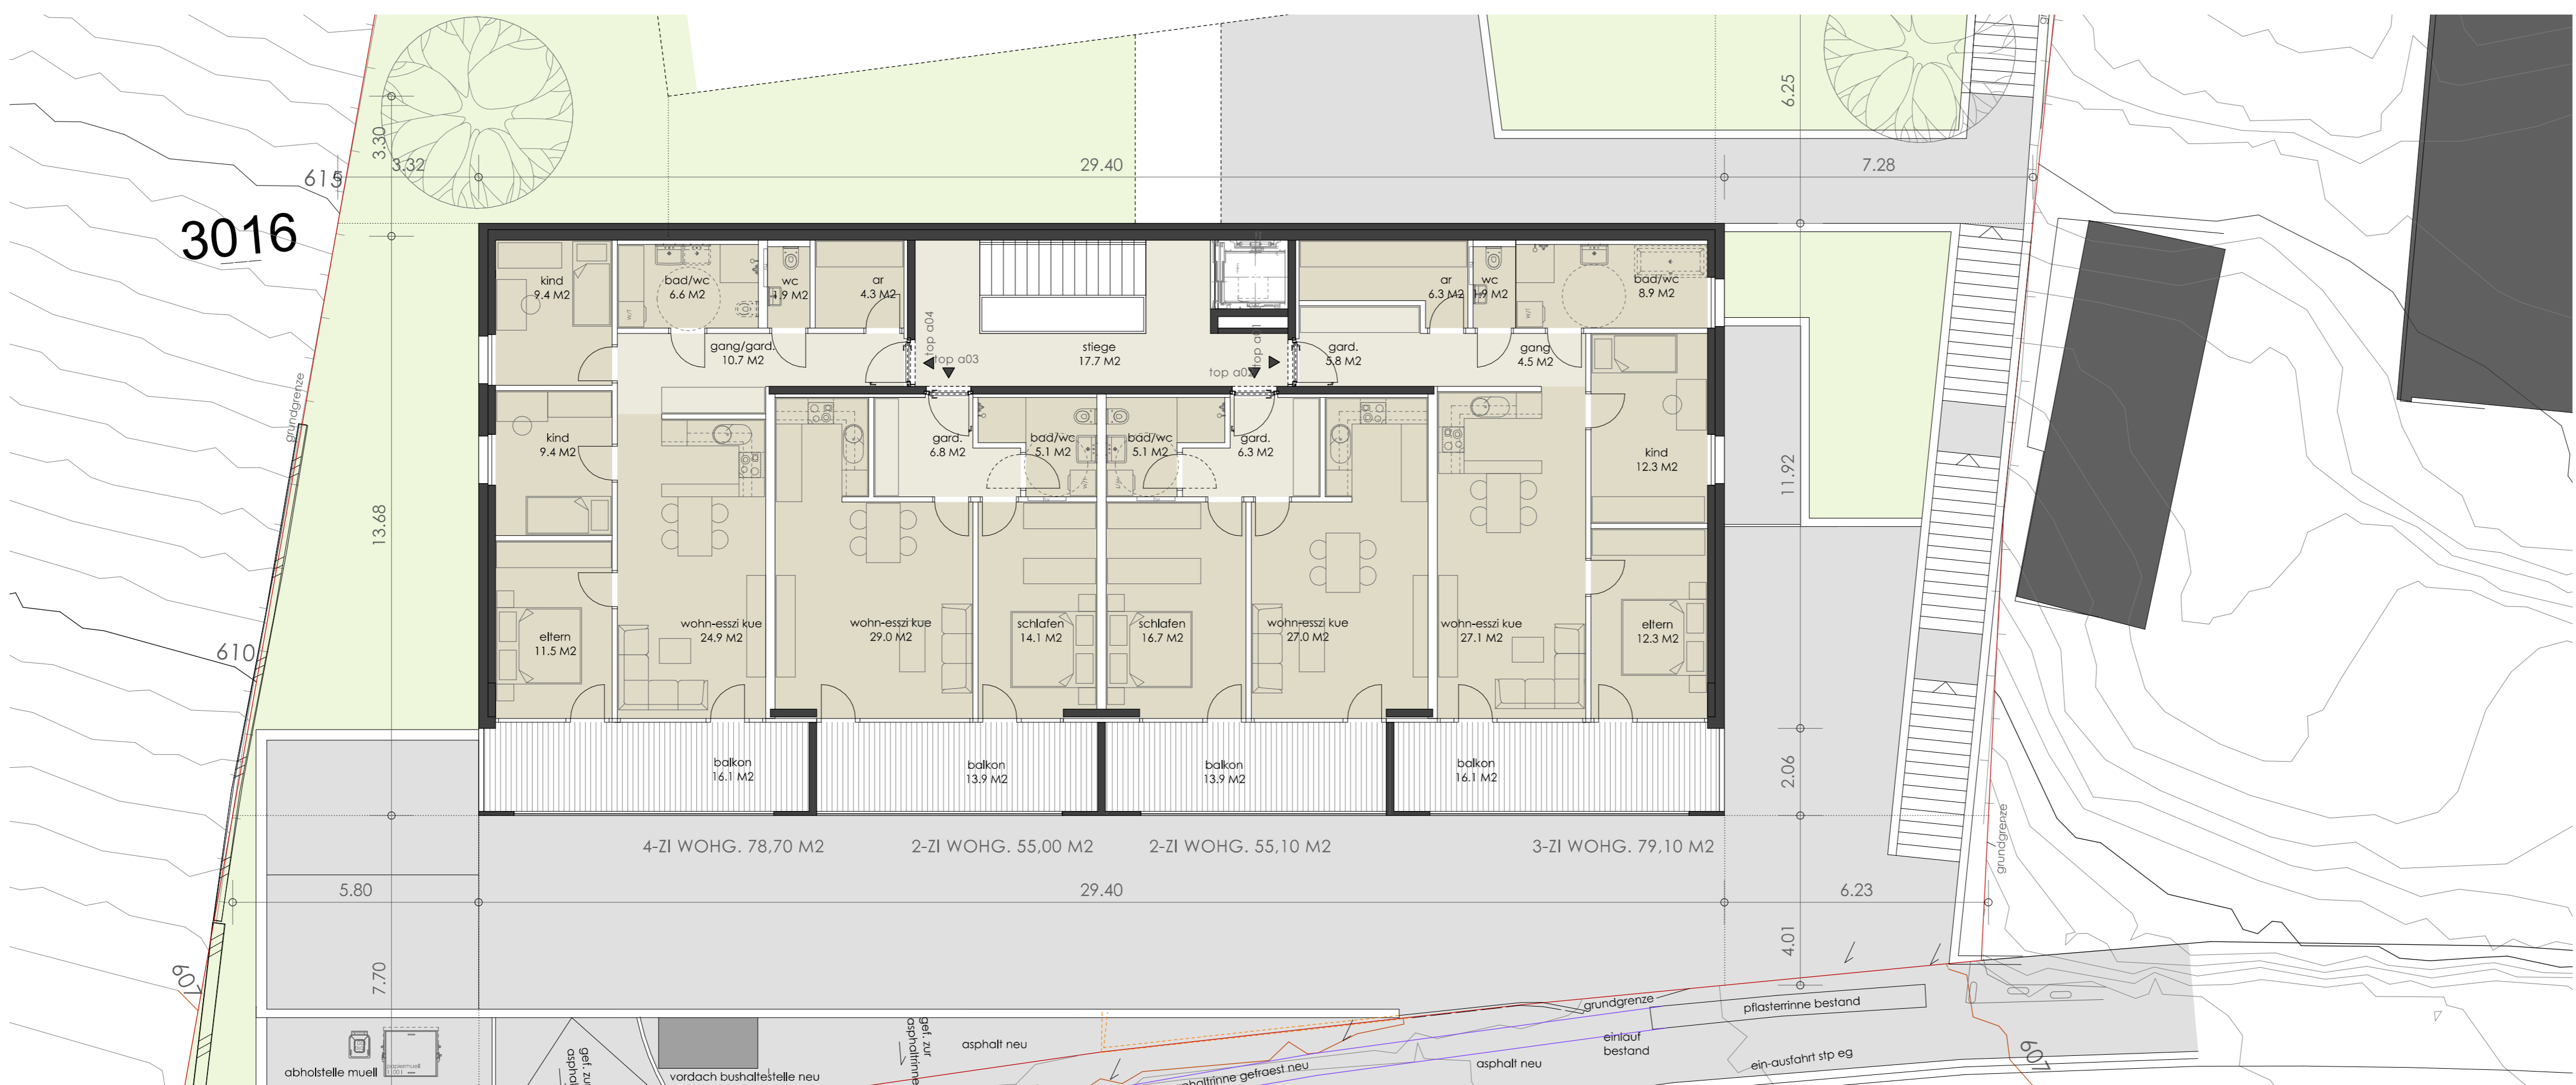 6.25
3.30
3.32
29.40
7.28
615
3016
kind
9.4 M2
bad/wc
6.6 M2
wc
1.9 M2
ar
4.3 M2
ar
6.3 M2
wc
1.9 M2
bad/wc
8.9 M2
W/T
W/T
top a04
top a03
gang/gard.
10.7 M2
stiege
17.7 M2
top a01
top a02
gard.
5.8 M2
gang
4.5 M2
grundgrenze
kind
9.4 M2
gard.
6.8 M2
bad/wc
5.1 M2
bad/wc
5.1 M2
gard.
6.3 M2
kind
12.3 M2
11.92
13.68
610
eltern
11.5 M2
wohn-esszi kue
24.9 M2
wohn-esszi kue
29.0 M2
schlafen
14.1 M2
schlafen
16.7 M2
wohn-esszi kue
27.0 M2
wohn-esszi kue
27.1 M2
eltern
12.3 M2
balkon
16.1 M2
balkon
13.9 M2
balkon
13.9 M2
balkon
16.1 M2
2.06
grundgrenze
4-ZI WOHG. 78,70 M2
2-ZI WOHG. 55,00 M2
2-ZI WOHG. 55,10 M2
3-ZI WOHG. 79,10 M2
5.80
29.40
6.23
4.01
607
7.70
grundgrenze
pflasterrinne bestand
gef. zur
asphaltrinne
asphalt neu
einlauf
bestand
asphalt neu
ein-ausfahrt stp eg
607
abholstelle muell
papiermuell
gef. zur
vordach bushaltestelle neu
gefraest neu